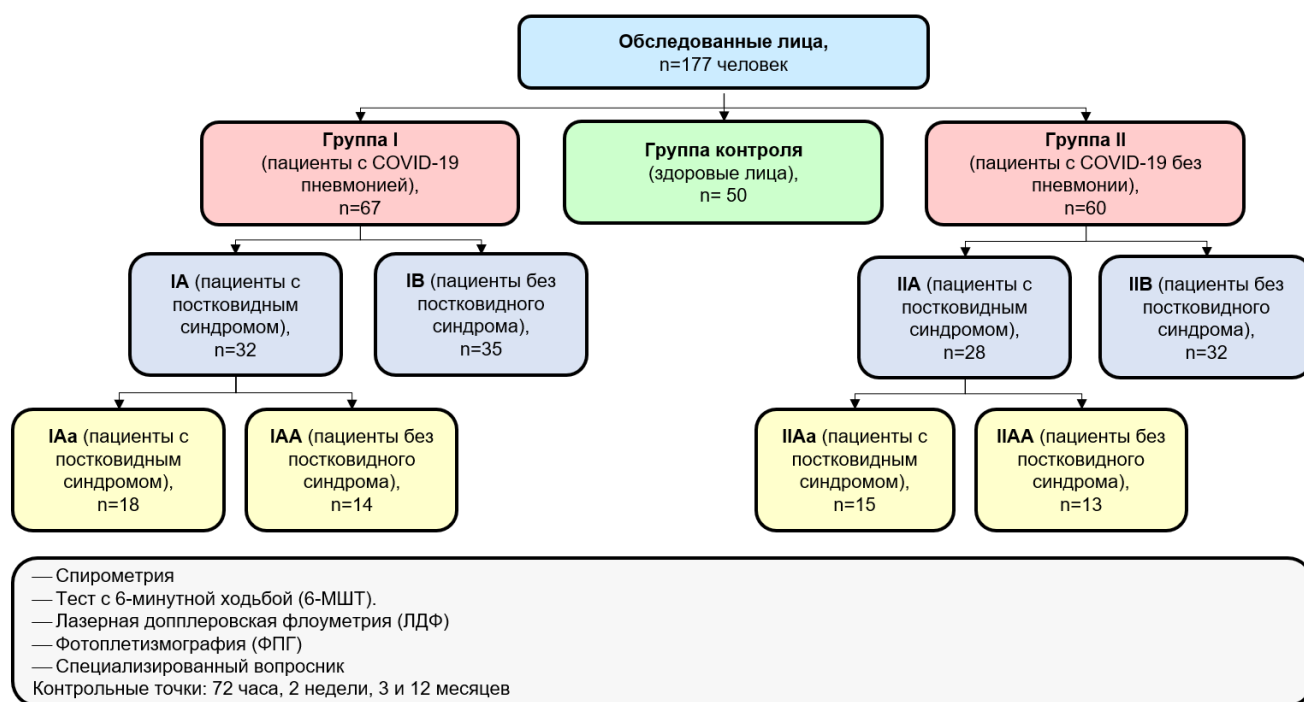 Обследованные лица,
n=177 человек
Группа I
(пациенты с COVID-19
пневмонией),
n=67
Группа контроля
(здоровые лица),
n= 50
Группа II
(пациенты с COVID-19 без
пневмонии),
n=60
IA (пациенты с
постковидным
синдромом),
n=32
IB (пациенты без
постковидного
синдрома),
n=35
IIA (пациенты с
постковидным
синдромом),
n=28
IIB (пациенты без
постковидного
синдрома),
n=32
IAa (пациенты с
постковидным
синдромом),
n=18
IAA (пациенты без
постковидного
синдрома),
n=14
IIAa (пациенты с
постковидным
синдромом),
n=15
IIAA (пациенты без
постковидного
синдрома),
n=13
— Спирометрия
— Тест с 6-минутной ходьбой (6-МШТ).
— Лазерная допплеровская флоуметрия (ЛДФ)
— Фотоплетизмография (ФПГ)
— Специализированный вопросник
Контрольные точки: 72 часа, 2 недели, 3 и 12 месяцев